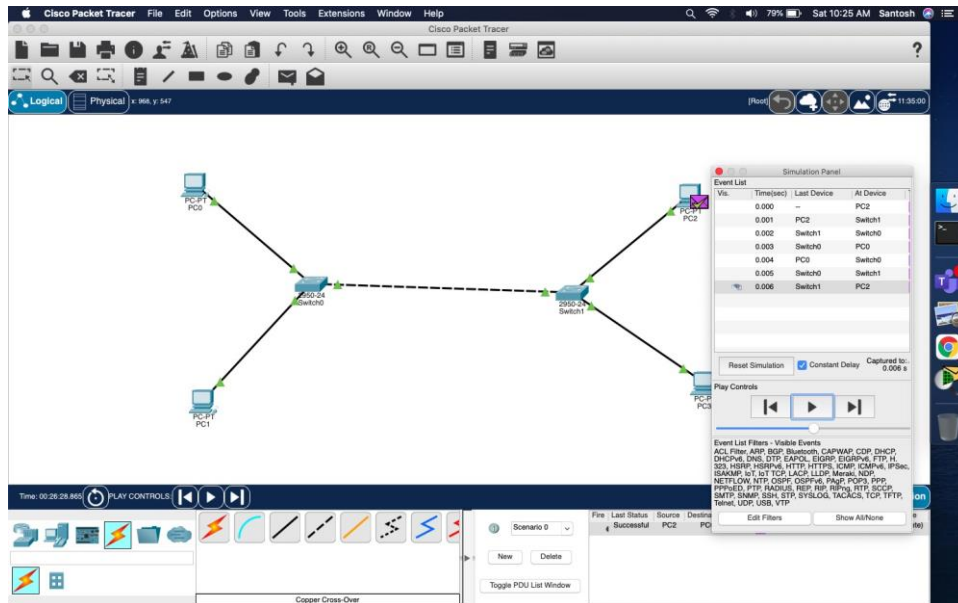 Cisco Packet Tracer File Edit Options View Tools Extensions Window Help 79% Sat 10:25 AM Santosh
Cisco Packet Tracer
?
Logical Physical x: 968, y: 547 [Root] 11:35:00
PC-PT
PC0
PC-PT
PC2
2950-24
Switch0
2950-24
Switch1
PC-PT
PC1
PC-P
PC3
Simulation Panel
Event List
Vis. Time(sec) Last Device At Device
0.000 -- PC2
0.001 PC2 Switch1
0.002 Switch1 Switch0
0.003 Switch0 PC0
0.004 PC0 Switch0
0.005 Switch0 Switch1
0.006 Switch1 PC2
Reset Simulation Constant Delay Captured to:
0.006 s
Play Controls
Event List Filters - Visible Events
ACL Filter, ARP, BGP, Bluetooth, CAPWAP, CDP, DHCP,
DHCPv6, DNS, DTP, EAPOL, EIGRP, EIGRPv6, FTP, H.
323, HSRP, HSRPv6, HTTP, HTTPS, ICMP, ICMPv6, IPSec,
ISAKMP, IoT, IoT TCP, LACP, LLDP, Meraki, NDP,
NETFLOW, NTP, OSPF, OSPFv6, PAgP, POP3, PPP,
PPPoED, PTP, RADIUS, REP, RIP, RIPng, RTP, SCCP,
SMTP, SNMP, SSH, STP, SYSLOG, TACACS, TCP, TFTP,
Telnet, UDP, USB, VTP
Edit Filters Show All/None
Time: 00:26:28.865 PLAY CONTROLS:
Scenario 0
New Delete
Toggle PDU List Window
Fire Last Status Source Destina
Successful PC2
Copper Cross-Over